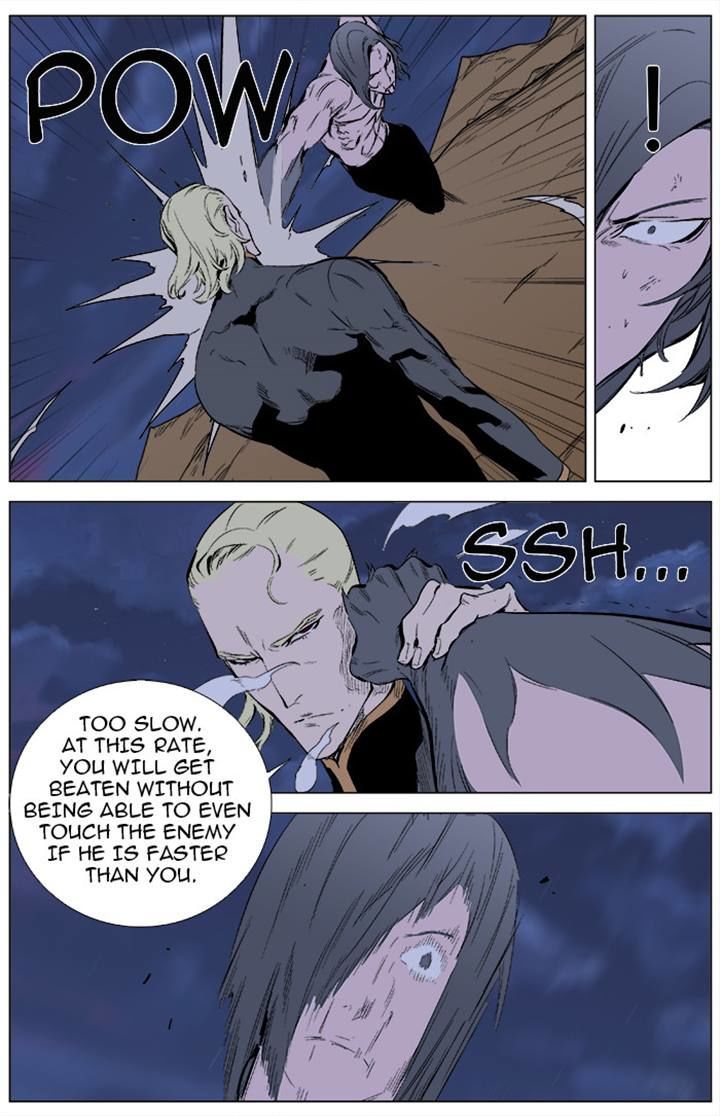 POW
!
SSH...
TOO SLOW.
AT THIS RATE,
YOU WILL GET
BEATEN WITHOUT
BEING ABLE TO EVEN
TOUCH THE ENEMY
IF HE IS FASTER
THAN YOU.